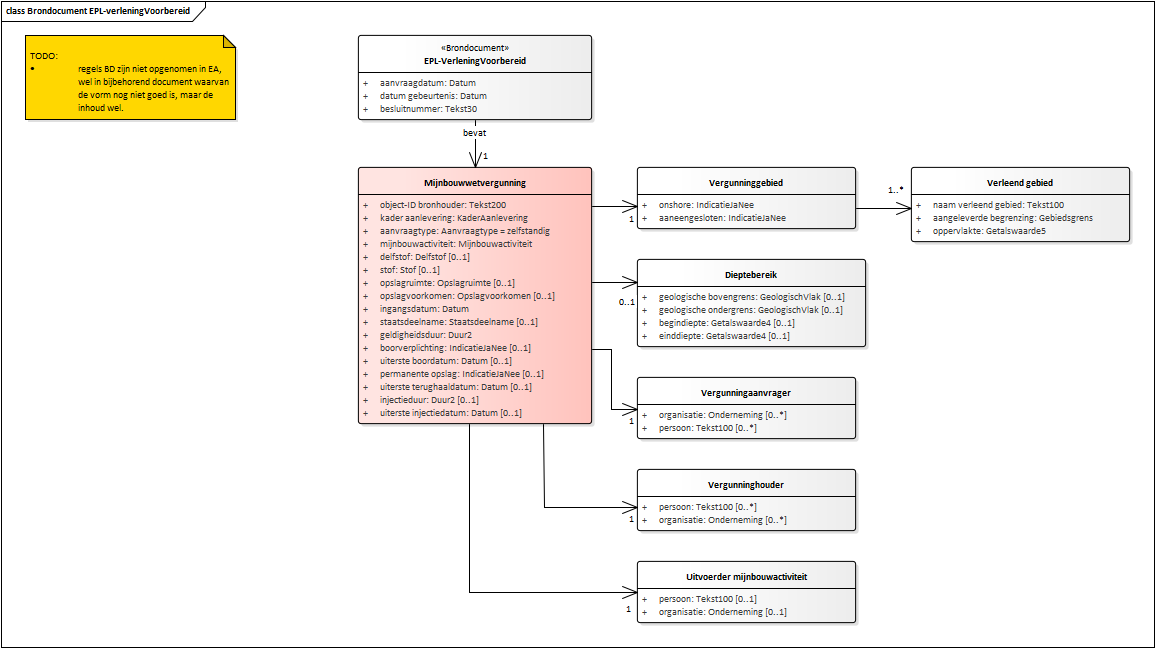 class Brondocument EPL-verleningVoorbereid
TODO:
• regels BD zijn niet opgenomen in EA,
wel in bijbehorend document waarvan
de vorm nog niet goed is, maar de
inhoud wel.
«Brondocument»
EPL-VerleningVoorbereid
+ aanvraagdatum: Datum
+ datum gebeurtenis: Datum
+ besluitnummer: Tekst30
bevat
1
Mijnbouwwetvergunning
+ object-ID bronhouder: Tekst200
+ kader aanlevering: KaderAanlevering
+ aanvraagtype: Aanvraagtype = zelfstandig
+ mijnbouwactiviteit: Mijnbouwactiviteit
+ delfstof: Delfstof [0..1]
+ stof: Stof [0..1]
+ opslagruimte: Opslagruimte [0..1]
+ opslagvoorkomen: Opslagvoorkomen [0..1]
+ ingangsdatum: Datum
+ staatsdeelname: Staatsdeelname [0..1]
+ geldigheidsduur: Duur2
+ boorverplichting: IndicatieJaNee [0..1]
+ uiterste boordatum: Datum [0..1]
+ permanente opslag: IndicatieJaNee [0..1]
+ uiterste terughaaldatum: Datum [0..1]
+ injectieduur: Duur2 [0..1]
+ uiterste injectiedatum: Datum [0..1]
1
Vergunninggebied
+ onshore: IndicatieJaNee
+ aaneengesloten: IndicatieJaNee
1..*
Verleend gebied
+ naam verleend gebied: Tekst100
+ aangeleverde begrenzing: Gebiedsgrens
+ oppervlakte: Getalswaarde5
0..1
Dieptebereik
+ geologische bovengrens: GeologischVlak [0..1]
+ geologische ondergrens: GeologischVlak [0..1]
+ begindiepte: Getalswaarde4 [0..1]
+ einddiepte: Getalswaarde4 [0..1]
1
Vergunningaanvrager
+ organisatie: Onderneming [0..*]
+ persoon: Tekst100 [0..*]
1
Vergunninghouder
+ persoon: Tekst100 [0..*]
+ organisatie: Onderneming [0..*]
1
Uitvoerder mijnbouwactiviteit
+ persoon: Tekst100 [0..1]
+ organisatie: Onderneming [0..1]